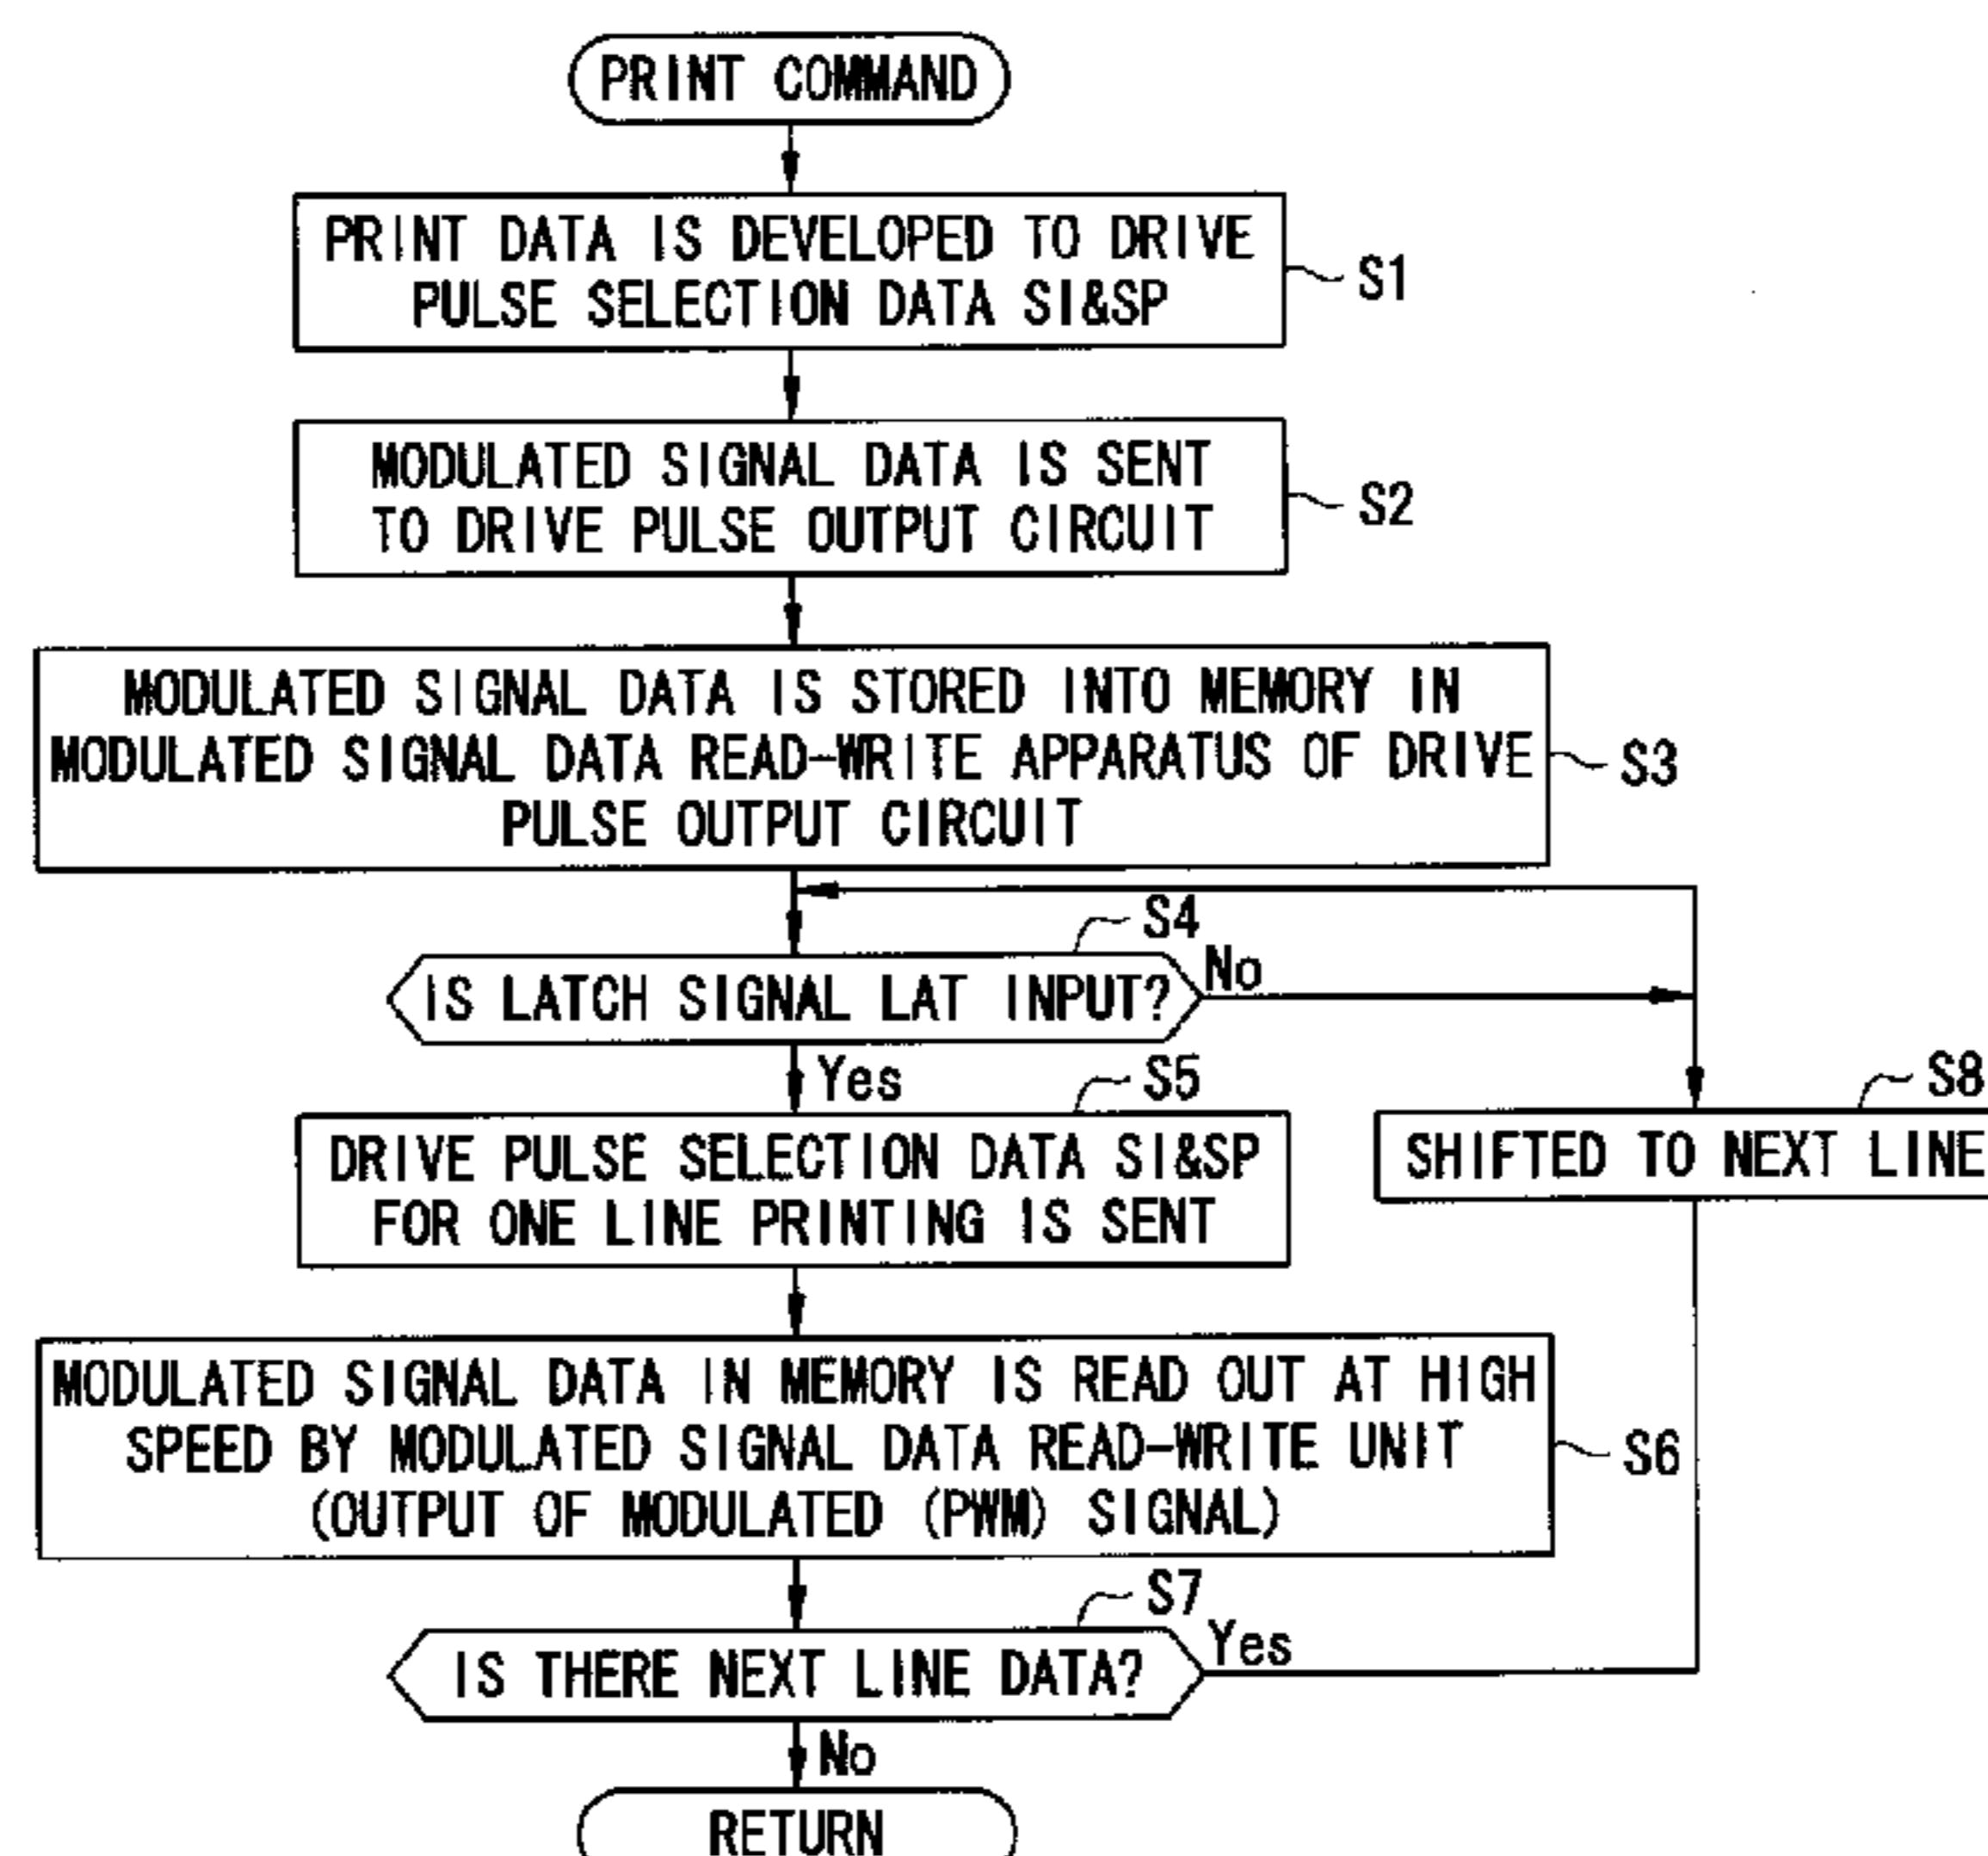 PRINT COMMAND
PRINT DATA IS DEVELOPED TO DRIVE
PULSE SELECTION DATA SI&SP
S1
MODULATED SIGNAL DATA IS SENT
TO DRIVE PULSE OUTPUT CIRCUIT
S2
MODULATED SIGNAL DATA IS STORED INTO MEMORY IN
MODULATED SIGNAL DATA READ-WRITE APPARATUS OF DRIVE
PULSE OUTPUT CIRCUIT
S3
S4
IS LATCH SIGNAL LAT INPUT?
No
Yes
S5
DRIVE PULSE SELECTION DATA SI&SP
FOR ONE LINE PRINTING IS SENT
S8
SHIFTED TO NEXT LINE
MODULATED SIGNAL DATA IN MEMORY IS READ OUT AT HIGH
SPEED BY MODULATED SIGNAL DATA READ-WRITE UNIT
(OUTPUT OF MODULATED (PWM) SIGNAL)
S6
S7
IS THERE NEXT LINE DATA?
Yes
No
RETURN